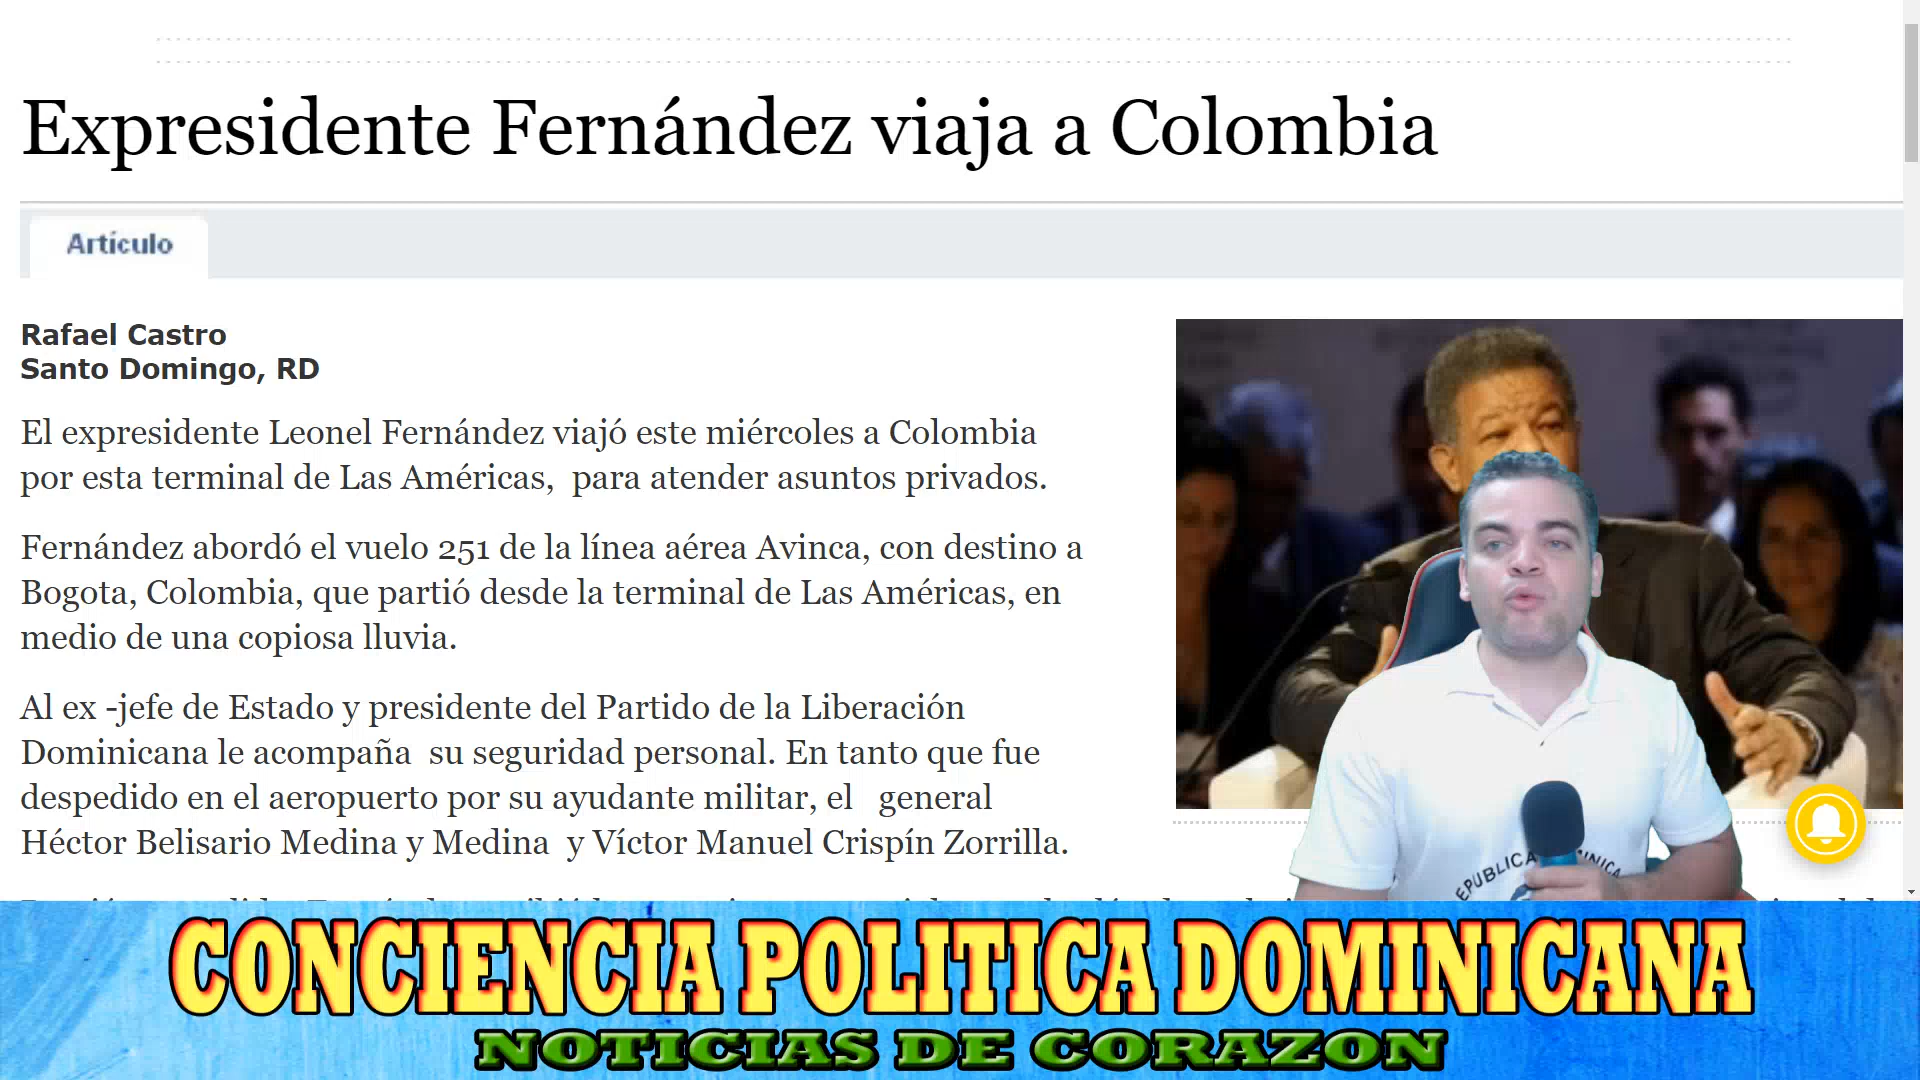 Expresidente Fernández viaja a Colombia
Artículo
Rafael Castro
Santo Domingo, RD
El expresidente Leonel Fernández viajó este miércoles a Colombia
por esta terminal de Las Américas, para atender asuntos privados.
Fernández abordó el vuelo 251 de la línea aérea Avinca, con destino a
Bogota, Colombia, que partió desde la terminal de Las Américas, en
medio de una copiosa lluvia.
Al ex -jefe de Estado y presidente del Partido de la Liberación
Dominicana le acompaña su seguridad personal. En tanto que fue
despedido en el aeropuerto por su ayudante militar, el general
Héctor Belisario Medina y Medina y Víctor Manuel Crispín Zorrilla.
CONCIENCIA POLITICA DOMINICANA
NOTICIAS DE CORAZON